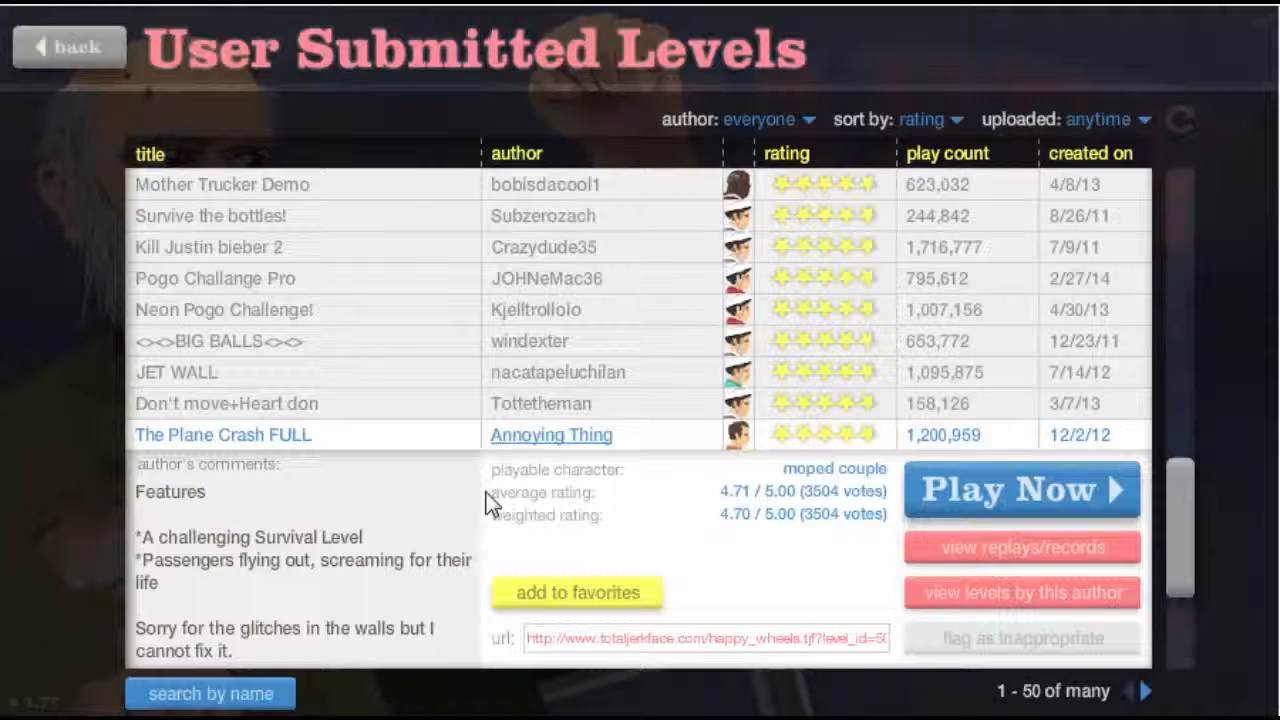 back
User Submitted Levels
author: everyone sort by: rating uploaded: anytime
title author rating play count created on
Mother Trucker Demo bobisdacool1 623,032 4/8/13
Survive the bottles! Subzerozach 244,842 8/26/11
Kill Justin bieber 2 Crazydude35 1,716,777 7/9/11
Pogo Challange Pro JOHNeMac36 795,612 2/27/14
Neon Pogo Challenge! Kjelltrollolo 1,007,156 4/30/13
<><>BIG BALLS<><> windexter 653,772 12/23/11
JET WALL nacatapeluchilan 1,095,875 7/14/12
Don't move+Heart don Tottetheman 158,126 3/7/13
The Plane Crash FULL Annoying Thing 1,200,959 12/2/12
author's comments:
Features
*A challenging Survival Level
*Passengers flying out, screaming for their
life
Sorry for the glitches in the walls but I
cannot fix it.
playable character: moped couple
average rating: 4.71 / 5.00 (3504 votes)
weighted rating: 4.70 / 5.00 (3504 votes)
add to favorites
url: http://www.totaljerkface.com/happy_wheels.tjf?level_id=50
Play Now
view replays/records
view levels by this author
flag as inappropriate
search by name
1 - 50 of many